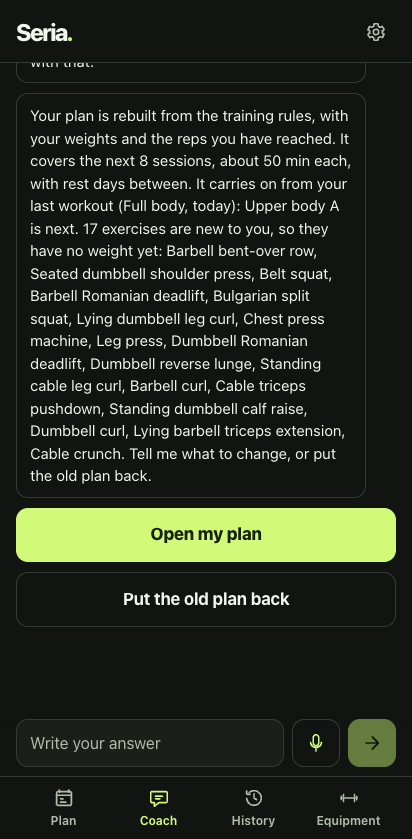 Seria.
with that.
Your plan is rebuilt from the training rules, with
your weights and the reps you have reached. It
covers the next 8 sessions, about 50 min each,
with rest days between. It carries on from your
last workout (Full body, today): Upper body A
is next. 17 exercises are new to you, so they
have no weight yet: Barbell bent-over row,
Seated dumbbell shoulder press, Belt squat,
Barbell Romanian deadlift, Bulgarian split
squat, Lying dumbbell leg curl, Chest press
machine, Leg press, Dumbbell Romanian
deadlift, Dumbbell reverse lunge, Standing
cable leg curl, Barbell curl, Cable triceps
pushdown, Standing dumbbell calf raise,
Dumbbell curl, Lying barbell triceps extension,
Cable crunch. Tell me what to change, or put
the old plan back.
Open my plan
Put the old plan back
Write your answer
Plan
Coach
History
Equipment